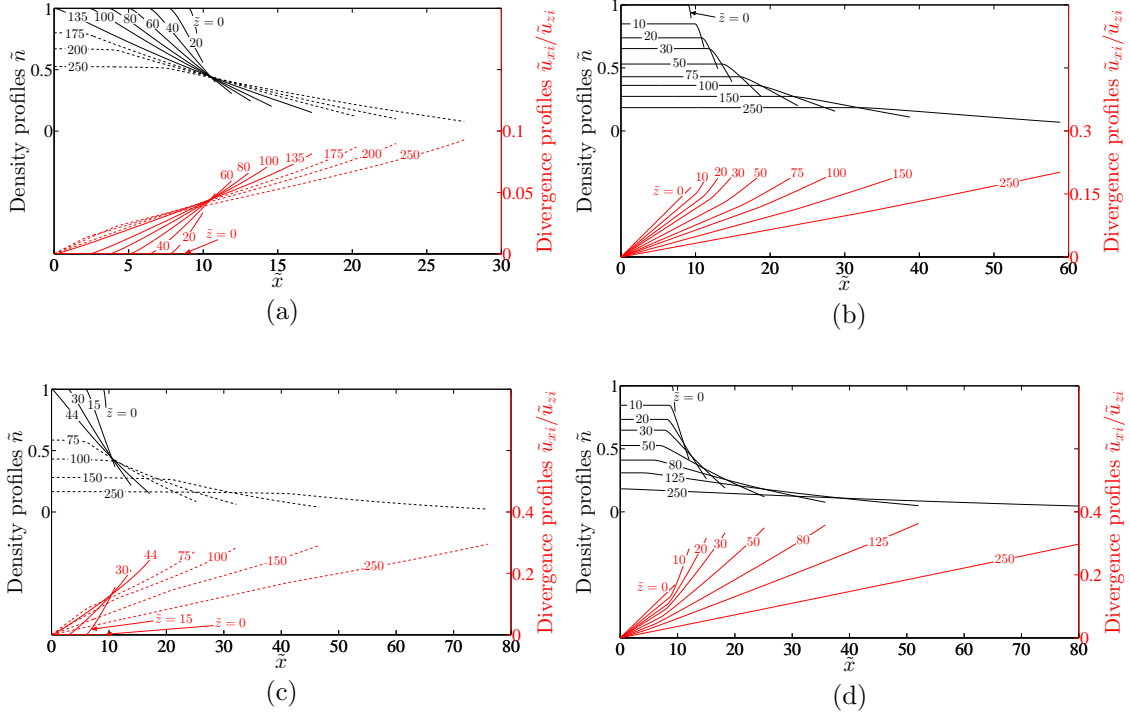 1
0.5
0
135 100 80 60 40 z̃ = 0
20
175
200
250
Density profiles ñ
0.1
0.05
0
Divergence profiles ũxi/ũzi
60 80 100 135 175 200 250
40 20 z̃=0
0 5 10 15 20 25 30
x̃
(a)
1
0.5
0
z̃ = 0
10
20
30
50
75
100
150
250
Density profiles ñ
0.3
0.15
0
Divergence profiles ũxi/ũzi
z̃=0 10 20 30 50 75 100 150 250
0 10 20 30 40 50 60
x̃
(b)
1
0.5
0
30 15 z̃ = 0
44
75
100
150
250
Density profiles ñ
0.4
0.2
0
Divergence profiles ũxi/ũzi
30 44 75 100 150 250
z̃ = 15 z̃ = 0
0 10 20 30 40 50 60 70 80
x̃
(c)
1
0.5
0
z̃ = 0
10
20
30
50
80
125
250
Density profiles ñ
0.4
0.2
0
Divergence profiles ũxi/ũzi
z̃ = 0 10 20 30 50 80 125 250
0 10 20 30 40 50 60 70 80
x̃
(d)